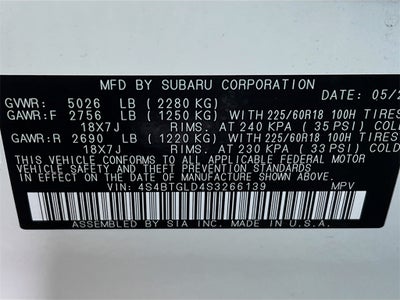 MFD BY SUBARU CORPORATION
DATE: 05/2
GVWR: 5026 LB (2280 KG)
GAWR:F 2756 LB (1250 KG) WITH 225/60R18 100H TIRES
18X7J RIMS. AT 240 KPA (35 PSI) COLD
GAWR:R 2690 LB (1220 KG) WITH 225/60R18 100H TIRES
18X7J RIMS. AT 230 KPA (33 PSI) COLD
THIS VEHICLE CONFORMS TO ALL APPLICABLE FEDERAL MOTOR
VEHICLE SAFETY AND THEFT PREVENTION STANDARDS IN
EFFECT ON THE DATE OF MANUFACTURE SHOWN ABOVE.
VIN: 4S4BTGLD4S3266139 MPV
ASSEMBLED BY SIA INC. MADE IN U.S.A.